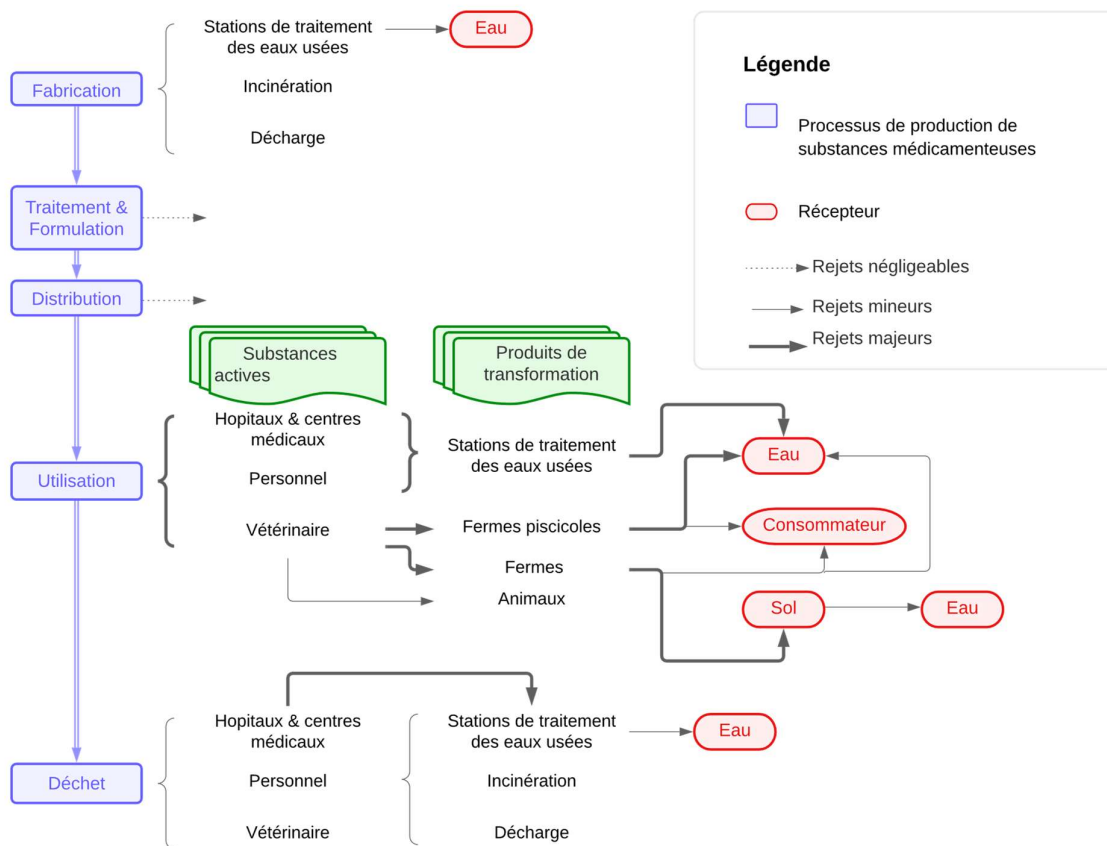 Stations de traitement
des eaux usées
Eau
Fabrication
Incinération
Décharge
Légende
Processus de production de
substances médicamenteuses
Récepteur
Rejets négligeables
Rejets mineurs
Rejets majeurs
Traitement &
Formulation
Distribution
Substances
actives
Produits de
transformation
Utilisation
Hopitaux & centres
médicaux
Personnel
Vétérinaire
Stations de traitement
des eaux usées
Fermes piscicoles
Fermes
Animaux
Eau
Consommateur
Sol
Eau
Déchet
Hopitaux & centres
médicaux
Personnel
Vétérinaire
Stations de traitement
des eaux usées
Incinération
Décharge
Eau